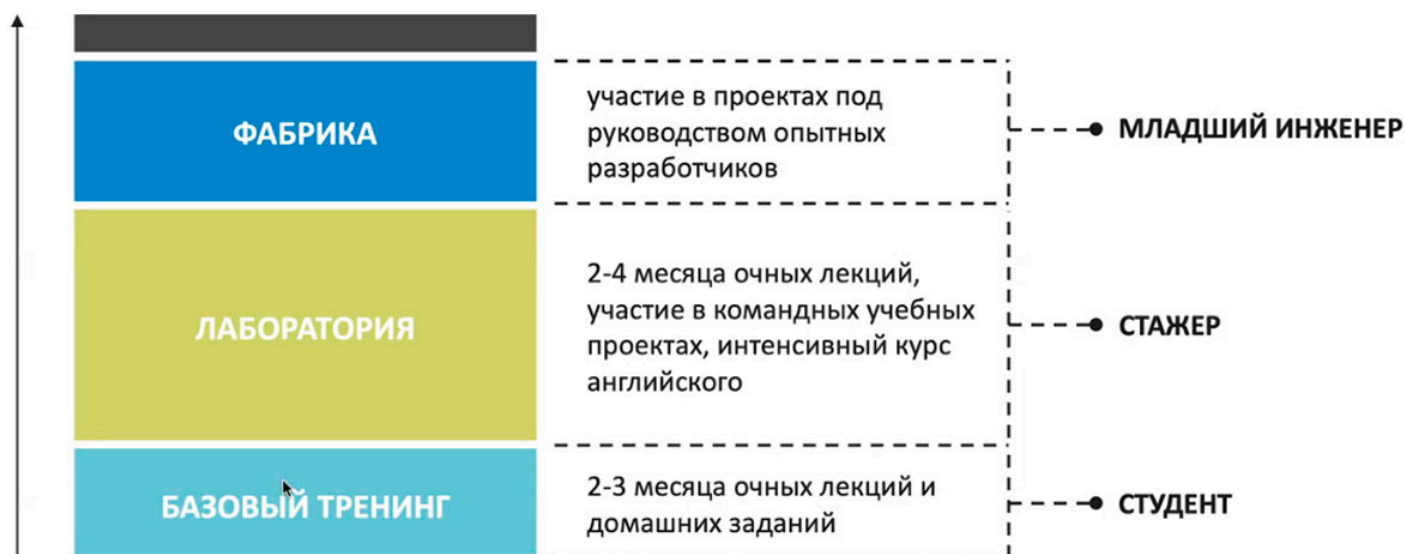 ФАБРИКА
участие в проектах под
руководством опытных
разработчиков
МЛАДШИЙ ИНЖЕНЕР
ЛАБОРАТОРИЯ
2-4 месяца очных лекций,
участие в командных учебных
проектах, интенсивный курс
английского
СТАЖЕР
БАЗОВЫЙ ТРЕНИНГ
2-3 месяца очных лекций и
домашних заданий
СТУДЕНТ